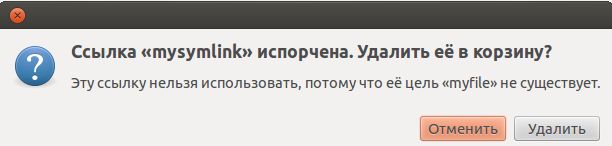 Ссылка «mysymlink» испорчена. Удалить её в корзину?
Эту ссылку нельзя использовать, потому что её цель «myfile» не существует.
Отменить Удалить